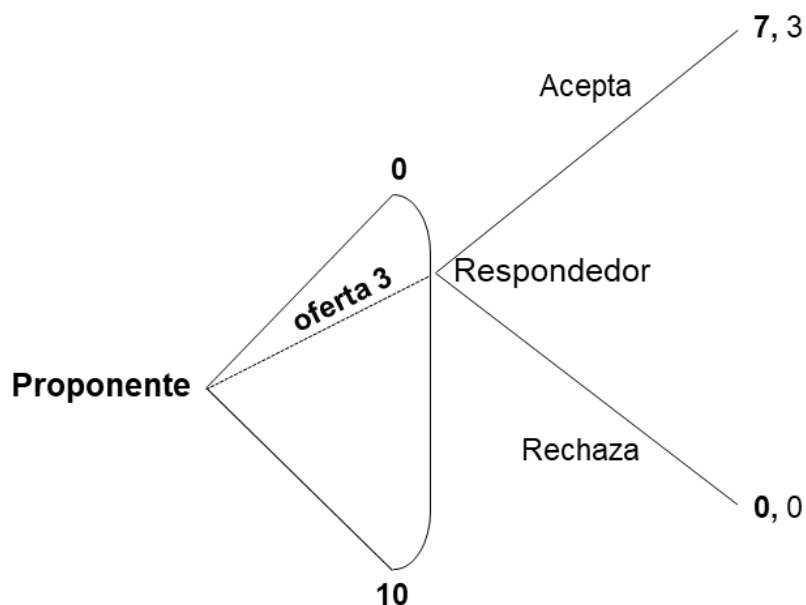 7, 3
Acepta
0
Respondedor
oferta 3
Proponente
Rechaza
0, 0
10